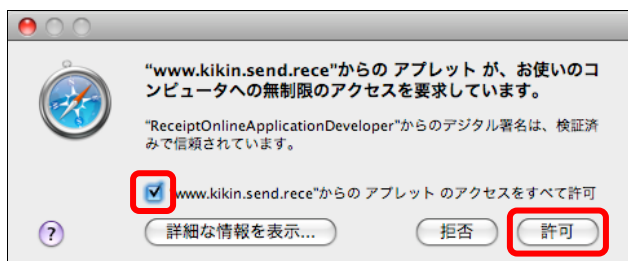 "www.kikin.send.rece"からの アプレット が、お使いのコ
ンピュータへの無制限のアクセスを要求しています。
"ReceiptOnlineApplicationDeveloper"からのデジタル署名は、検証済
みで信頼されています。
www.kikin.send.rece"からの アプレット のアクセスをすべて許可
?
詳細な情報を表示...
拒否
許可